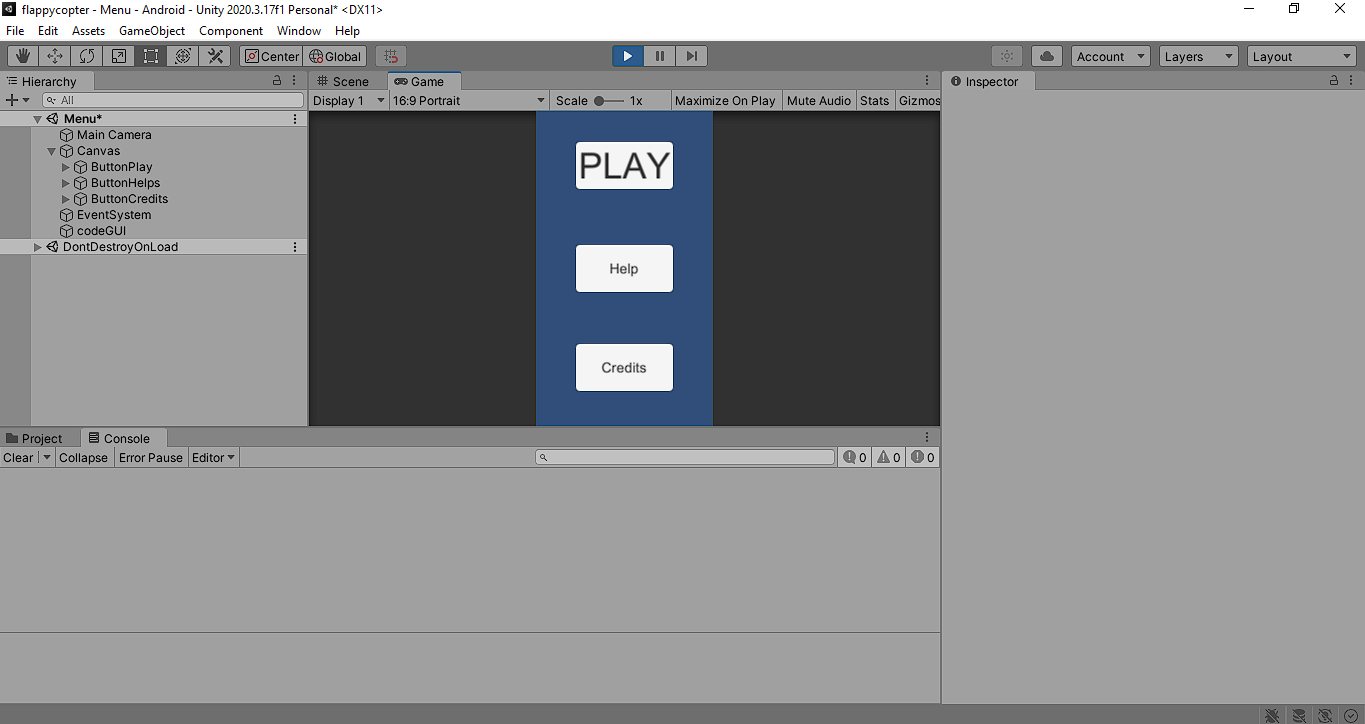 flappycopter - Menu - Android - Unity 2020.3.17f1 Personal* <DX11>
File Edit Assets GameObject Component Window Help
Center Global Account Layers Layout
Hierarchy
All
Menu*
Main Camera
Canvas
ButtonPlay
ButtonHelps
ButtonCredits
EventSystem
codeGUI
DontDestroyOnLoad
Scene Game
Display 1 16:9 Portrait Scale 1x Maximize On Play Mute Audio Stats Gizmos
PLAY
Help
Credits
Inspector
Project Console
Clear Collapse Error Pause Editor 0 0 0